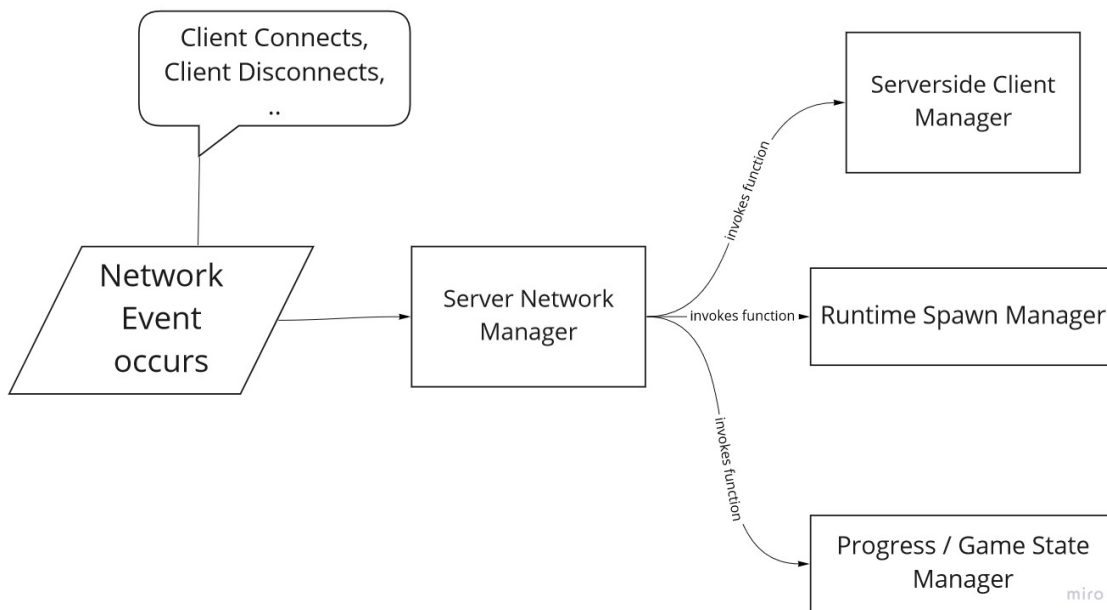 Client Connects,
Client Disconnects,
..
Network
Event
occurs
Server Network
Manager
invokes function
Serverside Client
Manager
invokes function
Runtime Spawn Manager
invokes function
Progress / Game State
Manager
miro